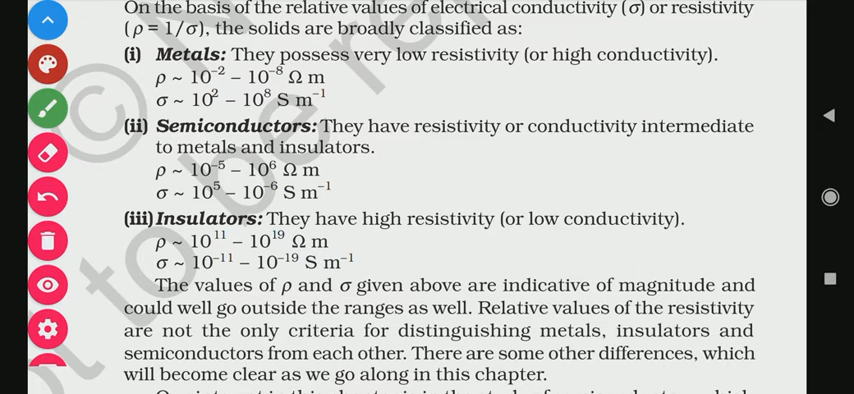 On the basis of the relative values of electrical conductivity (σ) or resistivity
(ρ = 1/σ), the solids are broadly classified as:
(i) Metals: They possess very low resistivity (or high conductivity).
ρ ~ 10⁻² – 10⁻⁸ Ω m
σ ~ 10² – 10⁸ S m⁻¹
(ii) Semiconductors: They have resistivity or conductivity intermediate
to metals and insulators.
ρ ~ 10⁻⁵ – 10⁶ Ω m
σ ~ 10⁵ – 10⁻⁶ S m⁻¹
(iii) Insulators: They have high resistivity (or low conductivity).
ρ ~ 10¹¹ – 10¹⁹ Ω m
σ ~ 10⁻¹¹ – 10⁻¹⁹ S m⁻¹
The values of ρ and σ given above are indicative of magnitude and
could well go outside the ranges as well. Relative values of the resistivity
are not the only criteria for distinguishing metals, insulators and
semiconductors from each other. There are some other differences, which
will become clear as we go along in this chapter.